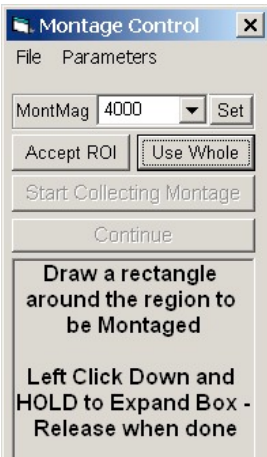 Montage Control
File Parameters
MontMag 4000 Set
Accept ROI Use Whole
Start Collecting Montage
Continue
Draw a rectangle
around the region to
be Montaged
Left Click Down and
HOLD to Expand Box -
Release when done